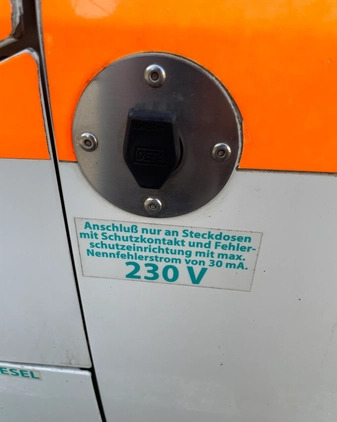 Anschluß nur an Steckdosen
mit Schutzkontakt und Fehler-
schutzeinrichtung mit max.
Nennfehlerstrom von 30 mA.
230 V
ESEL